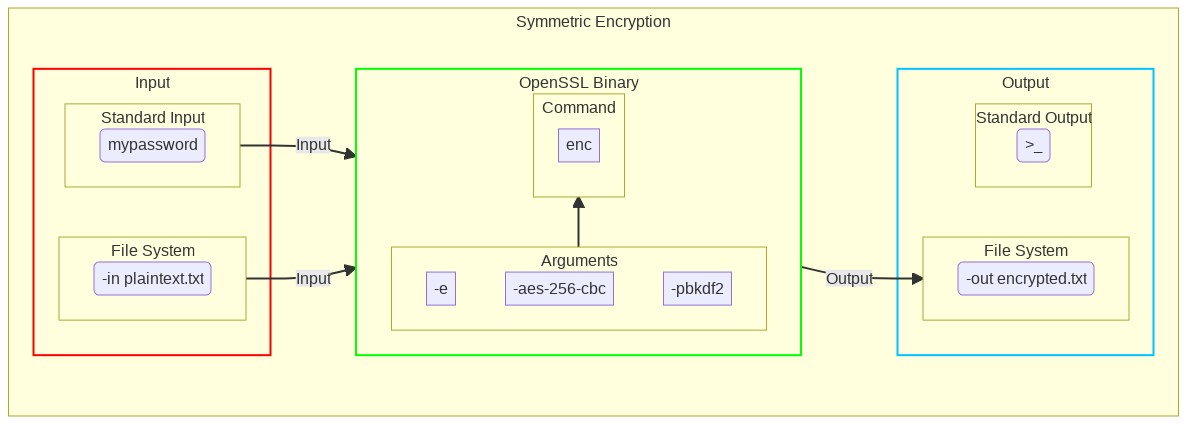 Symmetric Encryption
Input
Standard Input
mypassword
File System
-in plaintext.txt
Input
Input
OpenSSL Binary
Command
enc
Arguments
-e
-aes-256-cbc
-pbkdf2
Output
Output
Standard Output
>_
File System
-out encrypted.txt